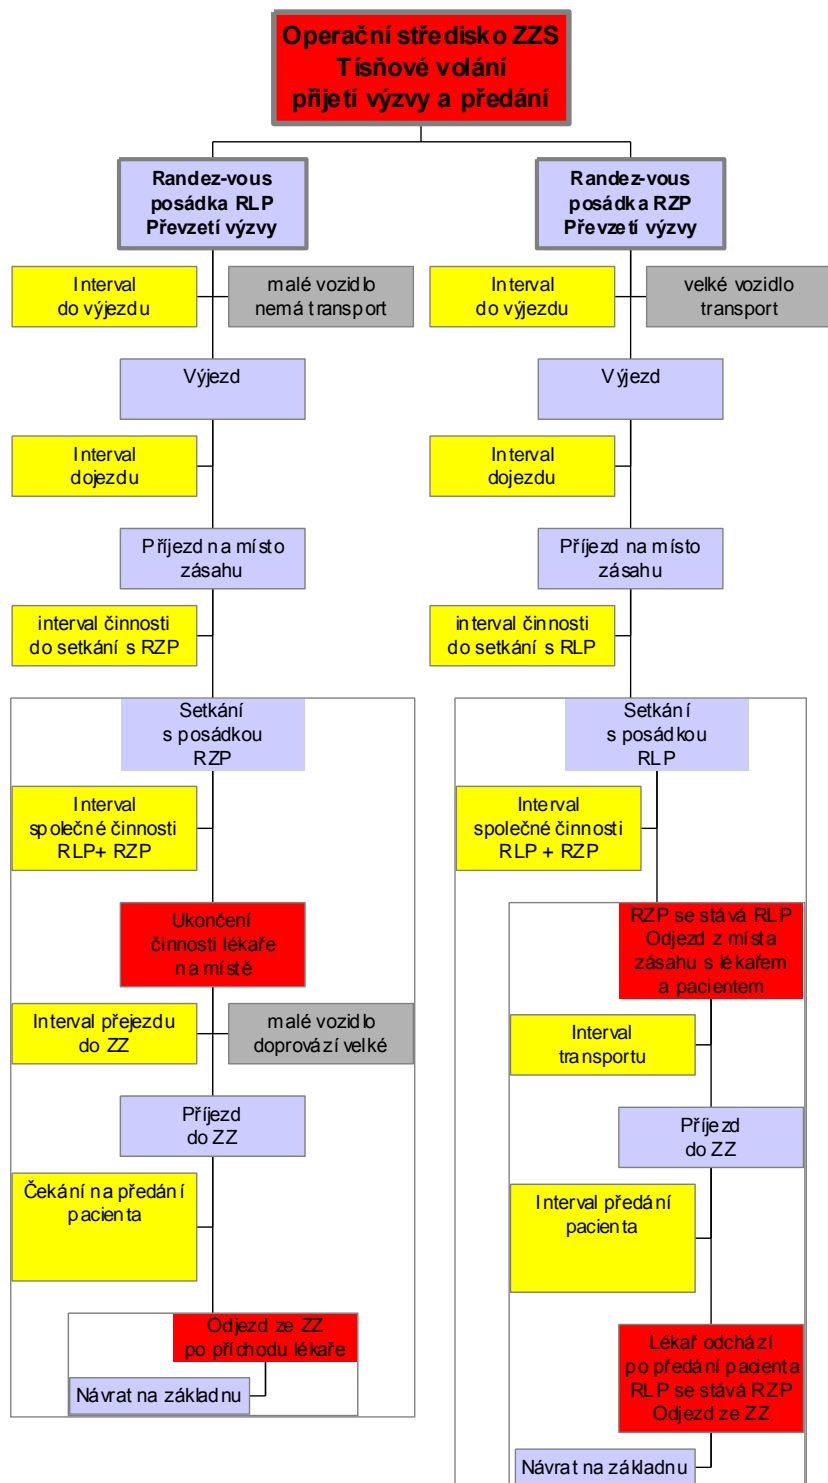 Operační středisko ZZS
Tísňové volání
přijetí výzvy a předání
Randez-vous
posádka RLP
Převzetí výzvy
Interval
do výjezdu
malé vozidlo
nemá transport
Výjezd
Interval
dojezdu
Příjezd na místo
zásahu
interval činnosti
do setkání s RZP
Setkání
s posádkou
RZP
Interval
společné činnosti
RLP+ RZP
Ukončení
činnosti lékaře
na místě
Interval přejezdu
do ZZ
malé vozidlo
doprovází velké
Příjezd
do ZZ
Čekání na předání
pacienta
Odjezd ze ZZ
po příchodu lékaře
Návrat na základnu
Randez-vous
posádka RZP
Převzetí výzvy
Interval
do výjezdu
velké vozidlo
transport
Výjezd
Interval
dojezdu
Příjezd na místo
zásahu
interval činnosti
do setkání s RLP
Setkání
s posádkou
RLP
Interval
společné činnosti
RLP + RZP
RZP se stává RLP
Odjezd z místa
zásahu s lékařem
a pacientem
Interval
transportu
Příjezd
do ZZ
Interval předání
pacienta
Lékař odchází
po předání pacienta
RLP se stává RZP
Odjezd ze ZZ
Návrat na základnu